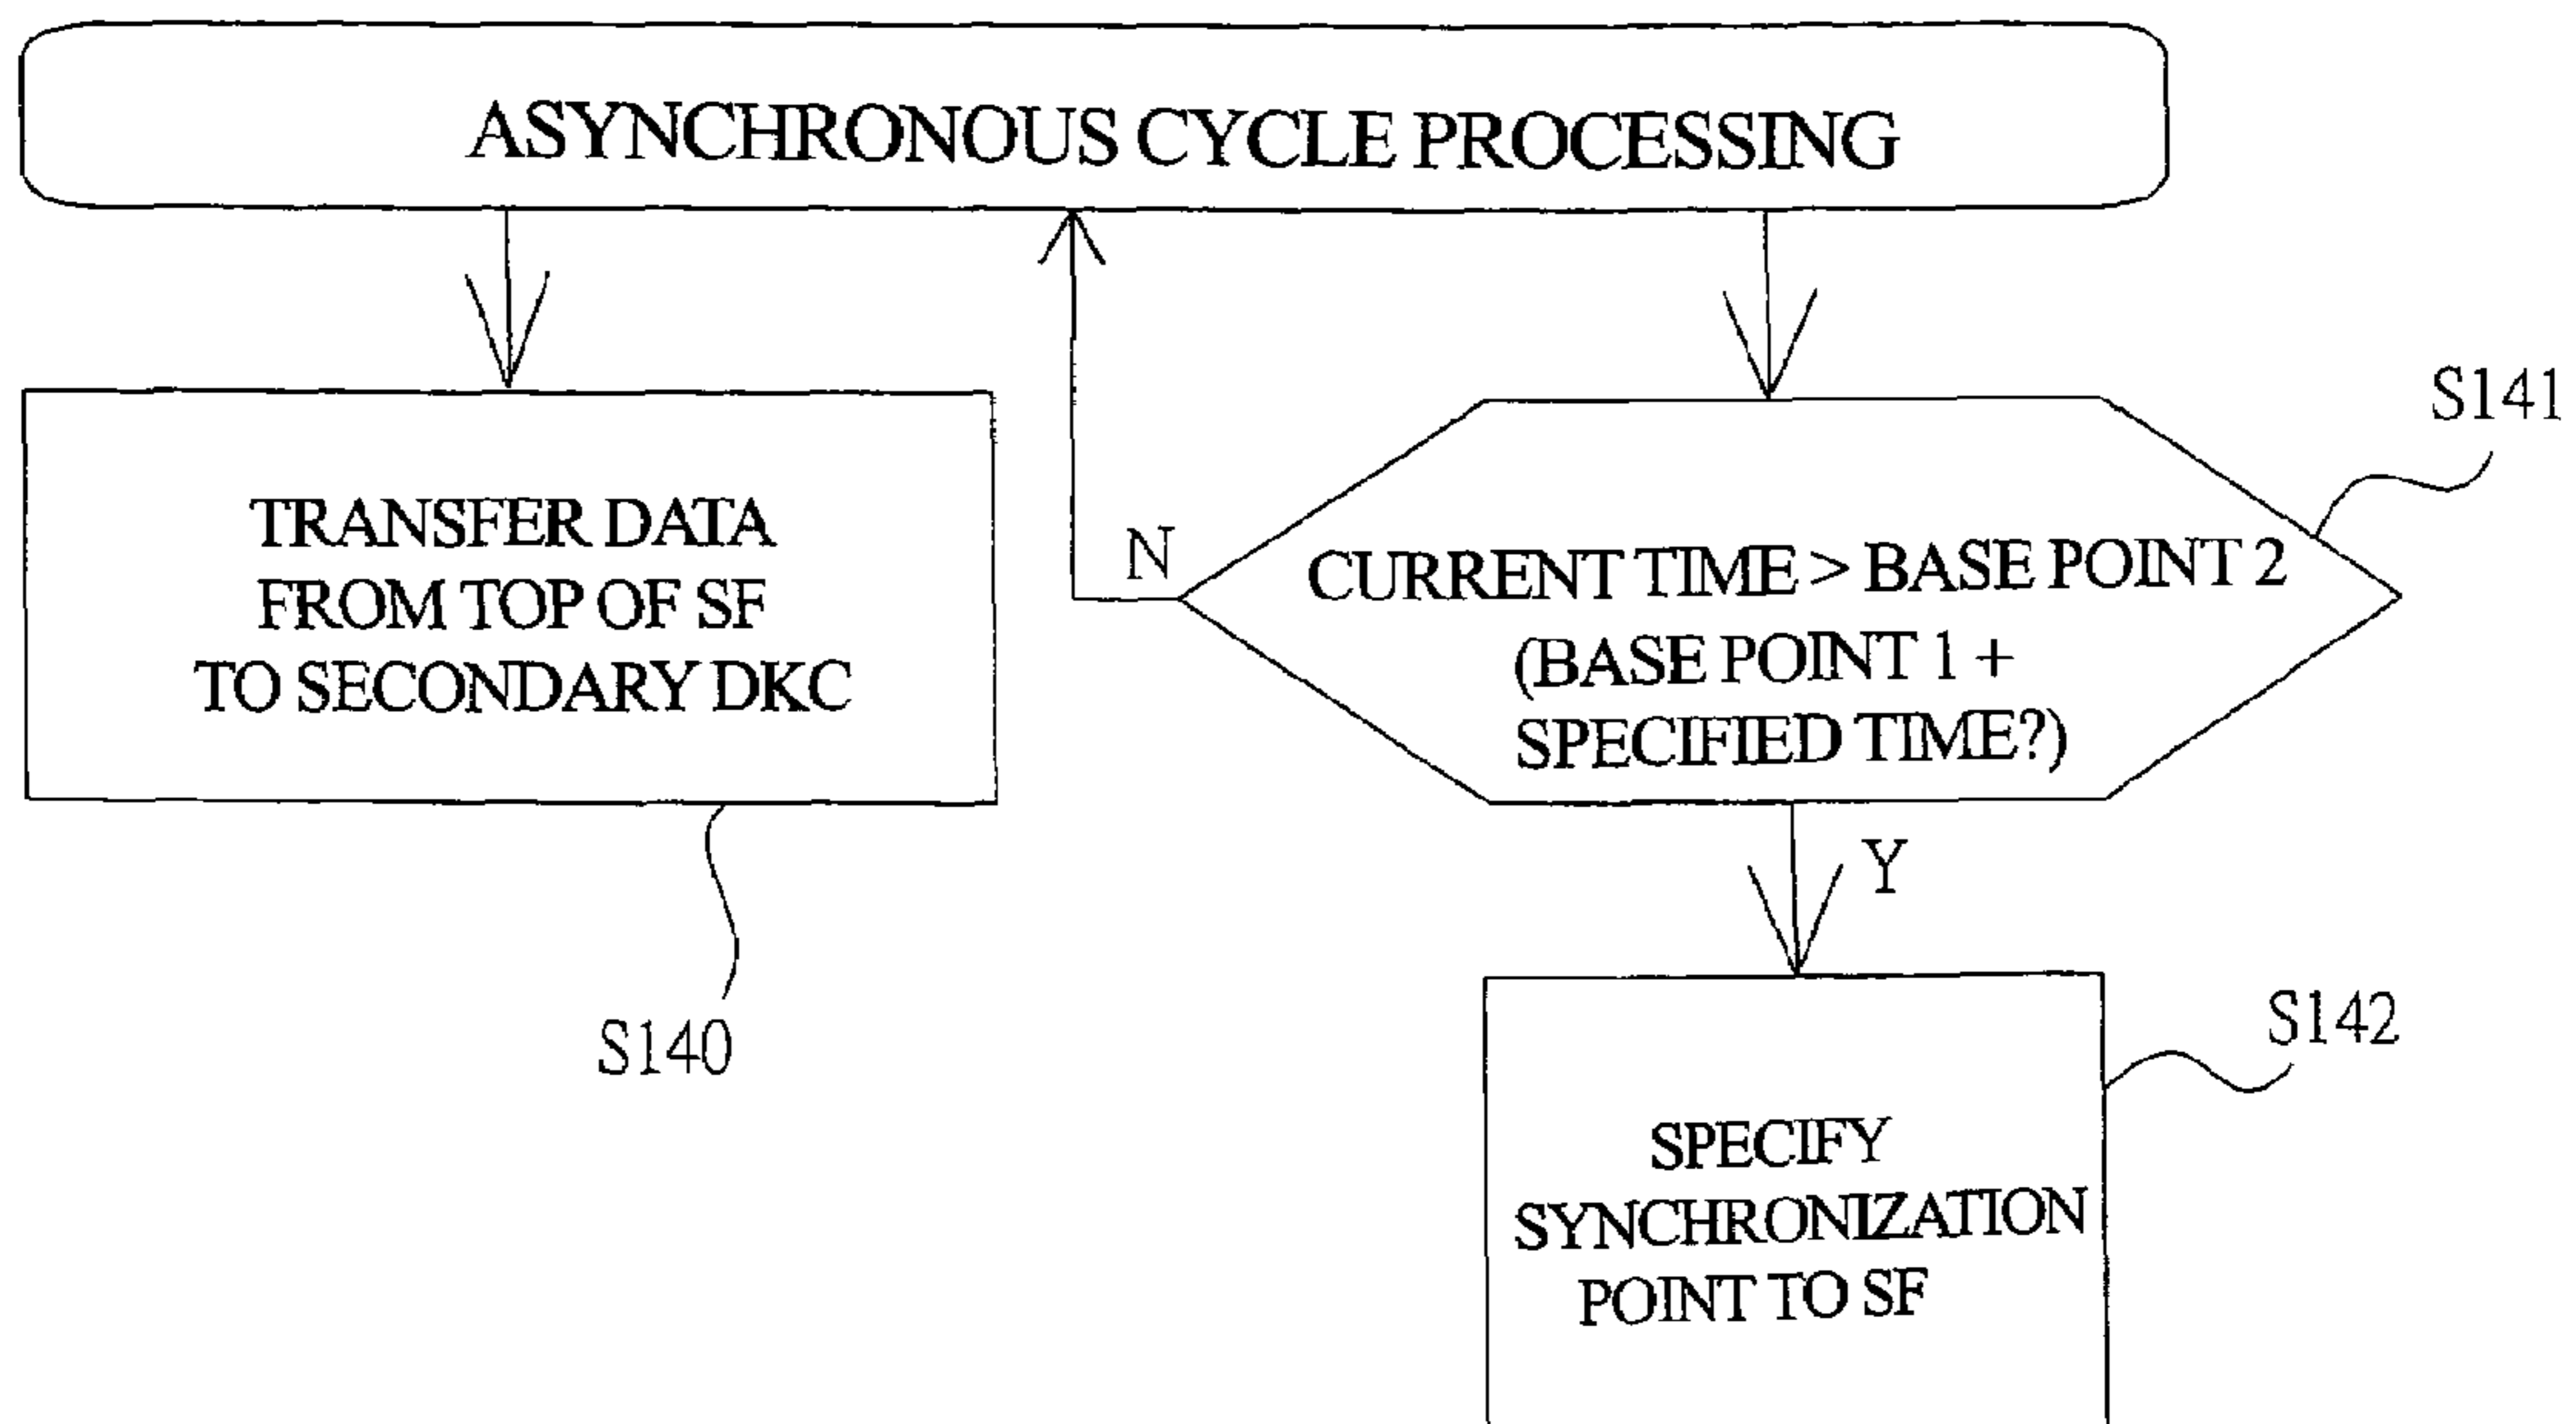 ASYNCHRONOUS CYCLE PROCESSING
TRANSFER DATA
FROM TOP OF SF
TO SECONDARY DKC
S140
N
CURRENT TIME > BASE POINT 2
(BASE POINT 1 +
SPECIFIED TIME?)
S141
Y
SPECIFY
SYNCHRONIZATION
POINT TO SF
S142